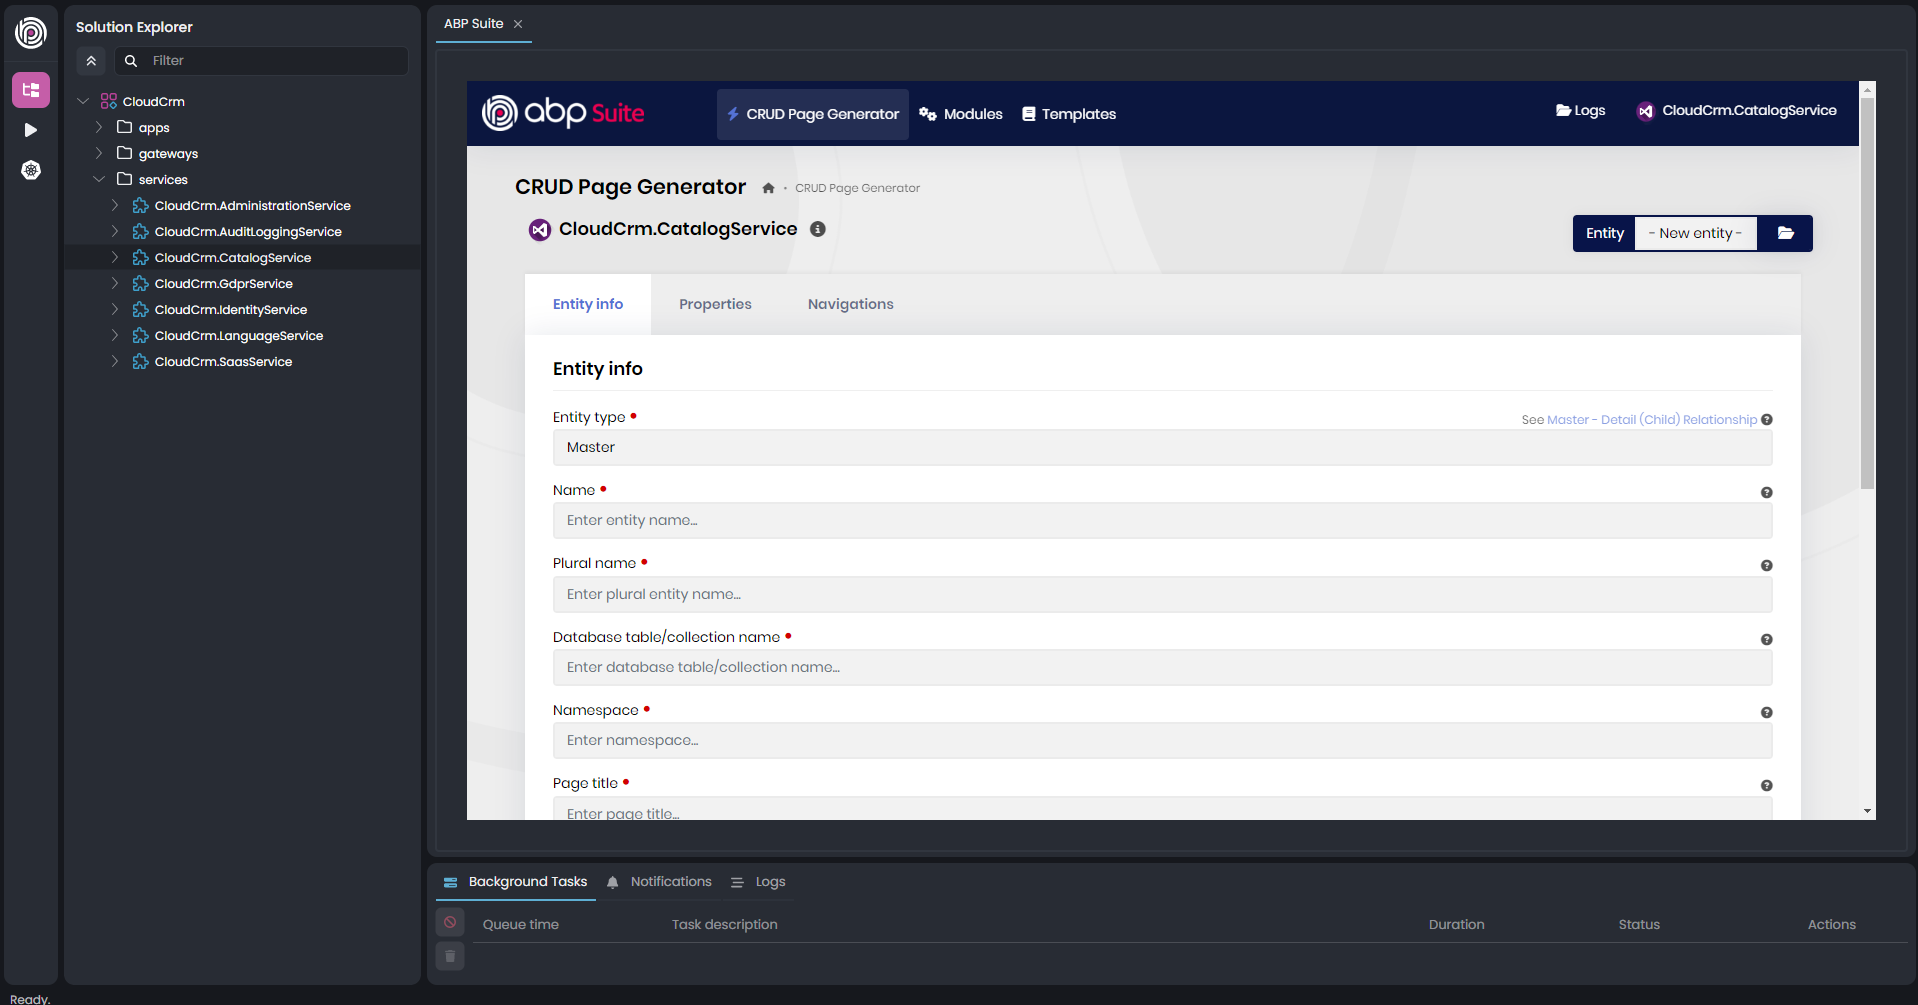 Solution Explorer
Filter
CloudCrm
apps
gateways
services
CloudCrm.AdministrationService
CloudCrm.AuditLoggingService
CloudCrm.CatalogService
CloudCrm.GdprService
CloudCrm.IdentityService
CloudCrm.LanguageService
CloudCrm.SaasService
ABP Suite
abp Suite
CRUD Page Generator
Modules
Templates
Logs
CloudCrm.CatalogService
CRUD Page Generator
CRUD Page Generator
CloudCrm.CatalogService
Entity
- New entity -
Entity info
Properties
Navigations
Entity info
Entity type
See Master - Detail (Child) Relationship
Master
Name
Enter entity name...
Plural name
Enter plural entity name...
Database table/collection name
Enter database table/collection name...
Namespace
Enter namespace...
Page title
Enter page title...
Background Tasks
Notifications
Logs
Queue time
Task description
Duration
Status
Actions
Ready.